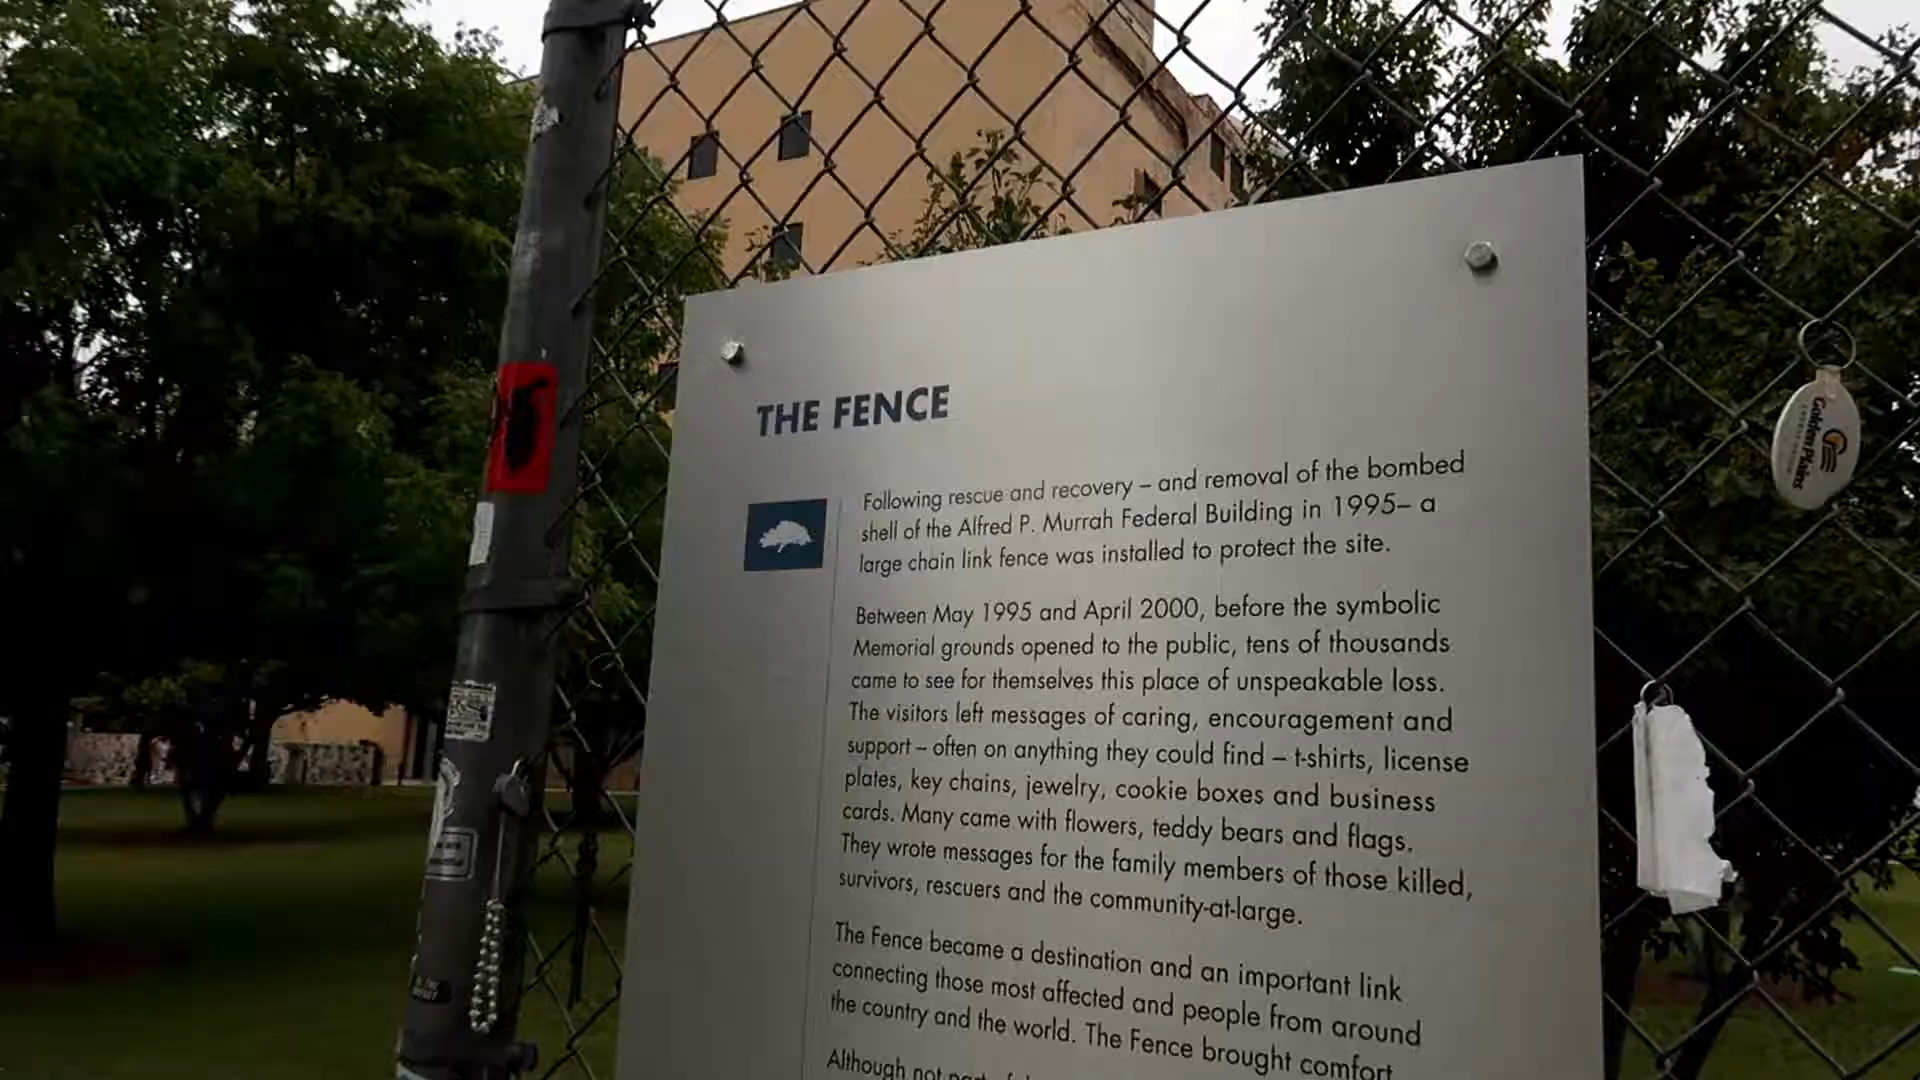 THE FENCE
Following rescue and recovery – and removal of the bombed
shell of the Alfred P. Murrah Federal Building in 1995– a
large chain link fence was installed to protect the site.
Between May 1995 and April 2000, before the symbolic
Memorial grounds opened to the public, tens of thousands
came to see for themselves this place of unspeakable loss.
The visitors left messages of caring, encouragement and
support – often on anything they could find – t-shirts, license
plates, key chains, jewelry, cookie boxes and business
cards. Many came with flowers, teddy bears and flags.
They wrote messages for the family members of those killed,
survivors, rescuers and the community-at-large.
The Fence became a destination and an important link
connecting those most affected and people from around
the country and the world. The Fence brought comfort
Although not part of
Golden Plains